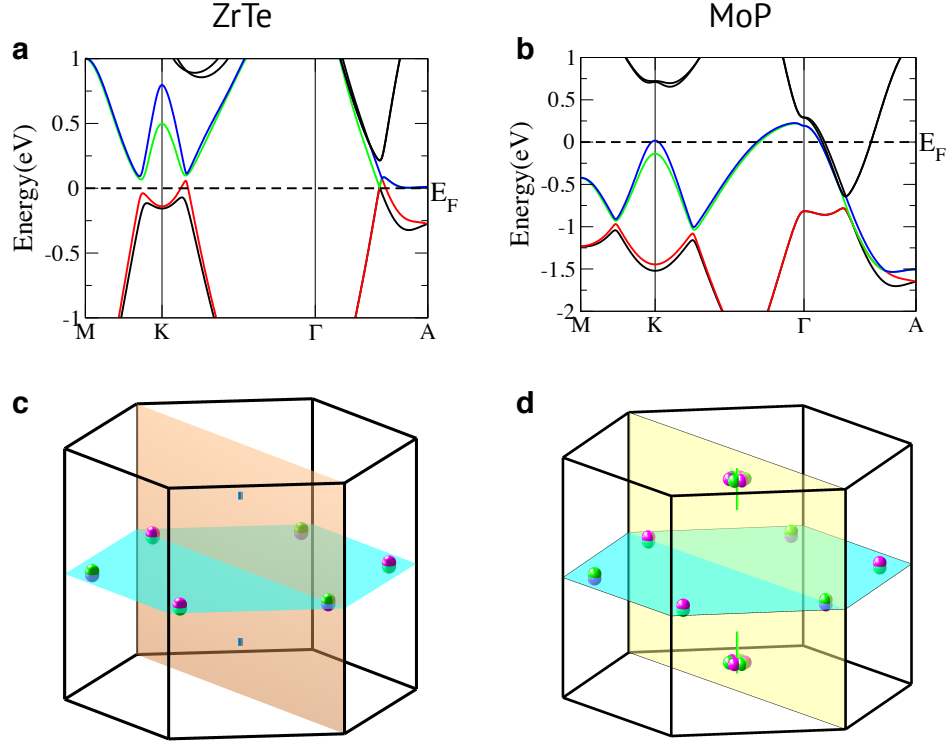 ZrTe MoP
a b
1
0.5
0
-0.5
-1
Energy(eV)
M K Γ A
E_F
1
0.5
0
-0.5
-1
-1.5
-2
Energy(eV)
M K Γ A
E_F
c d